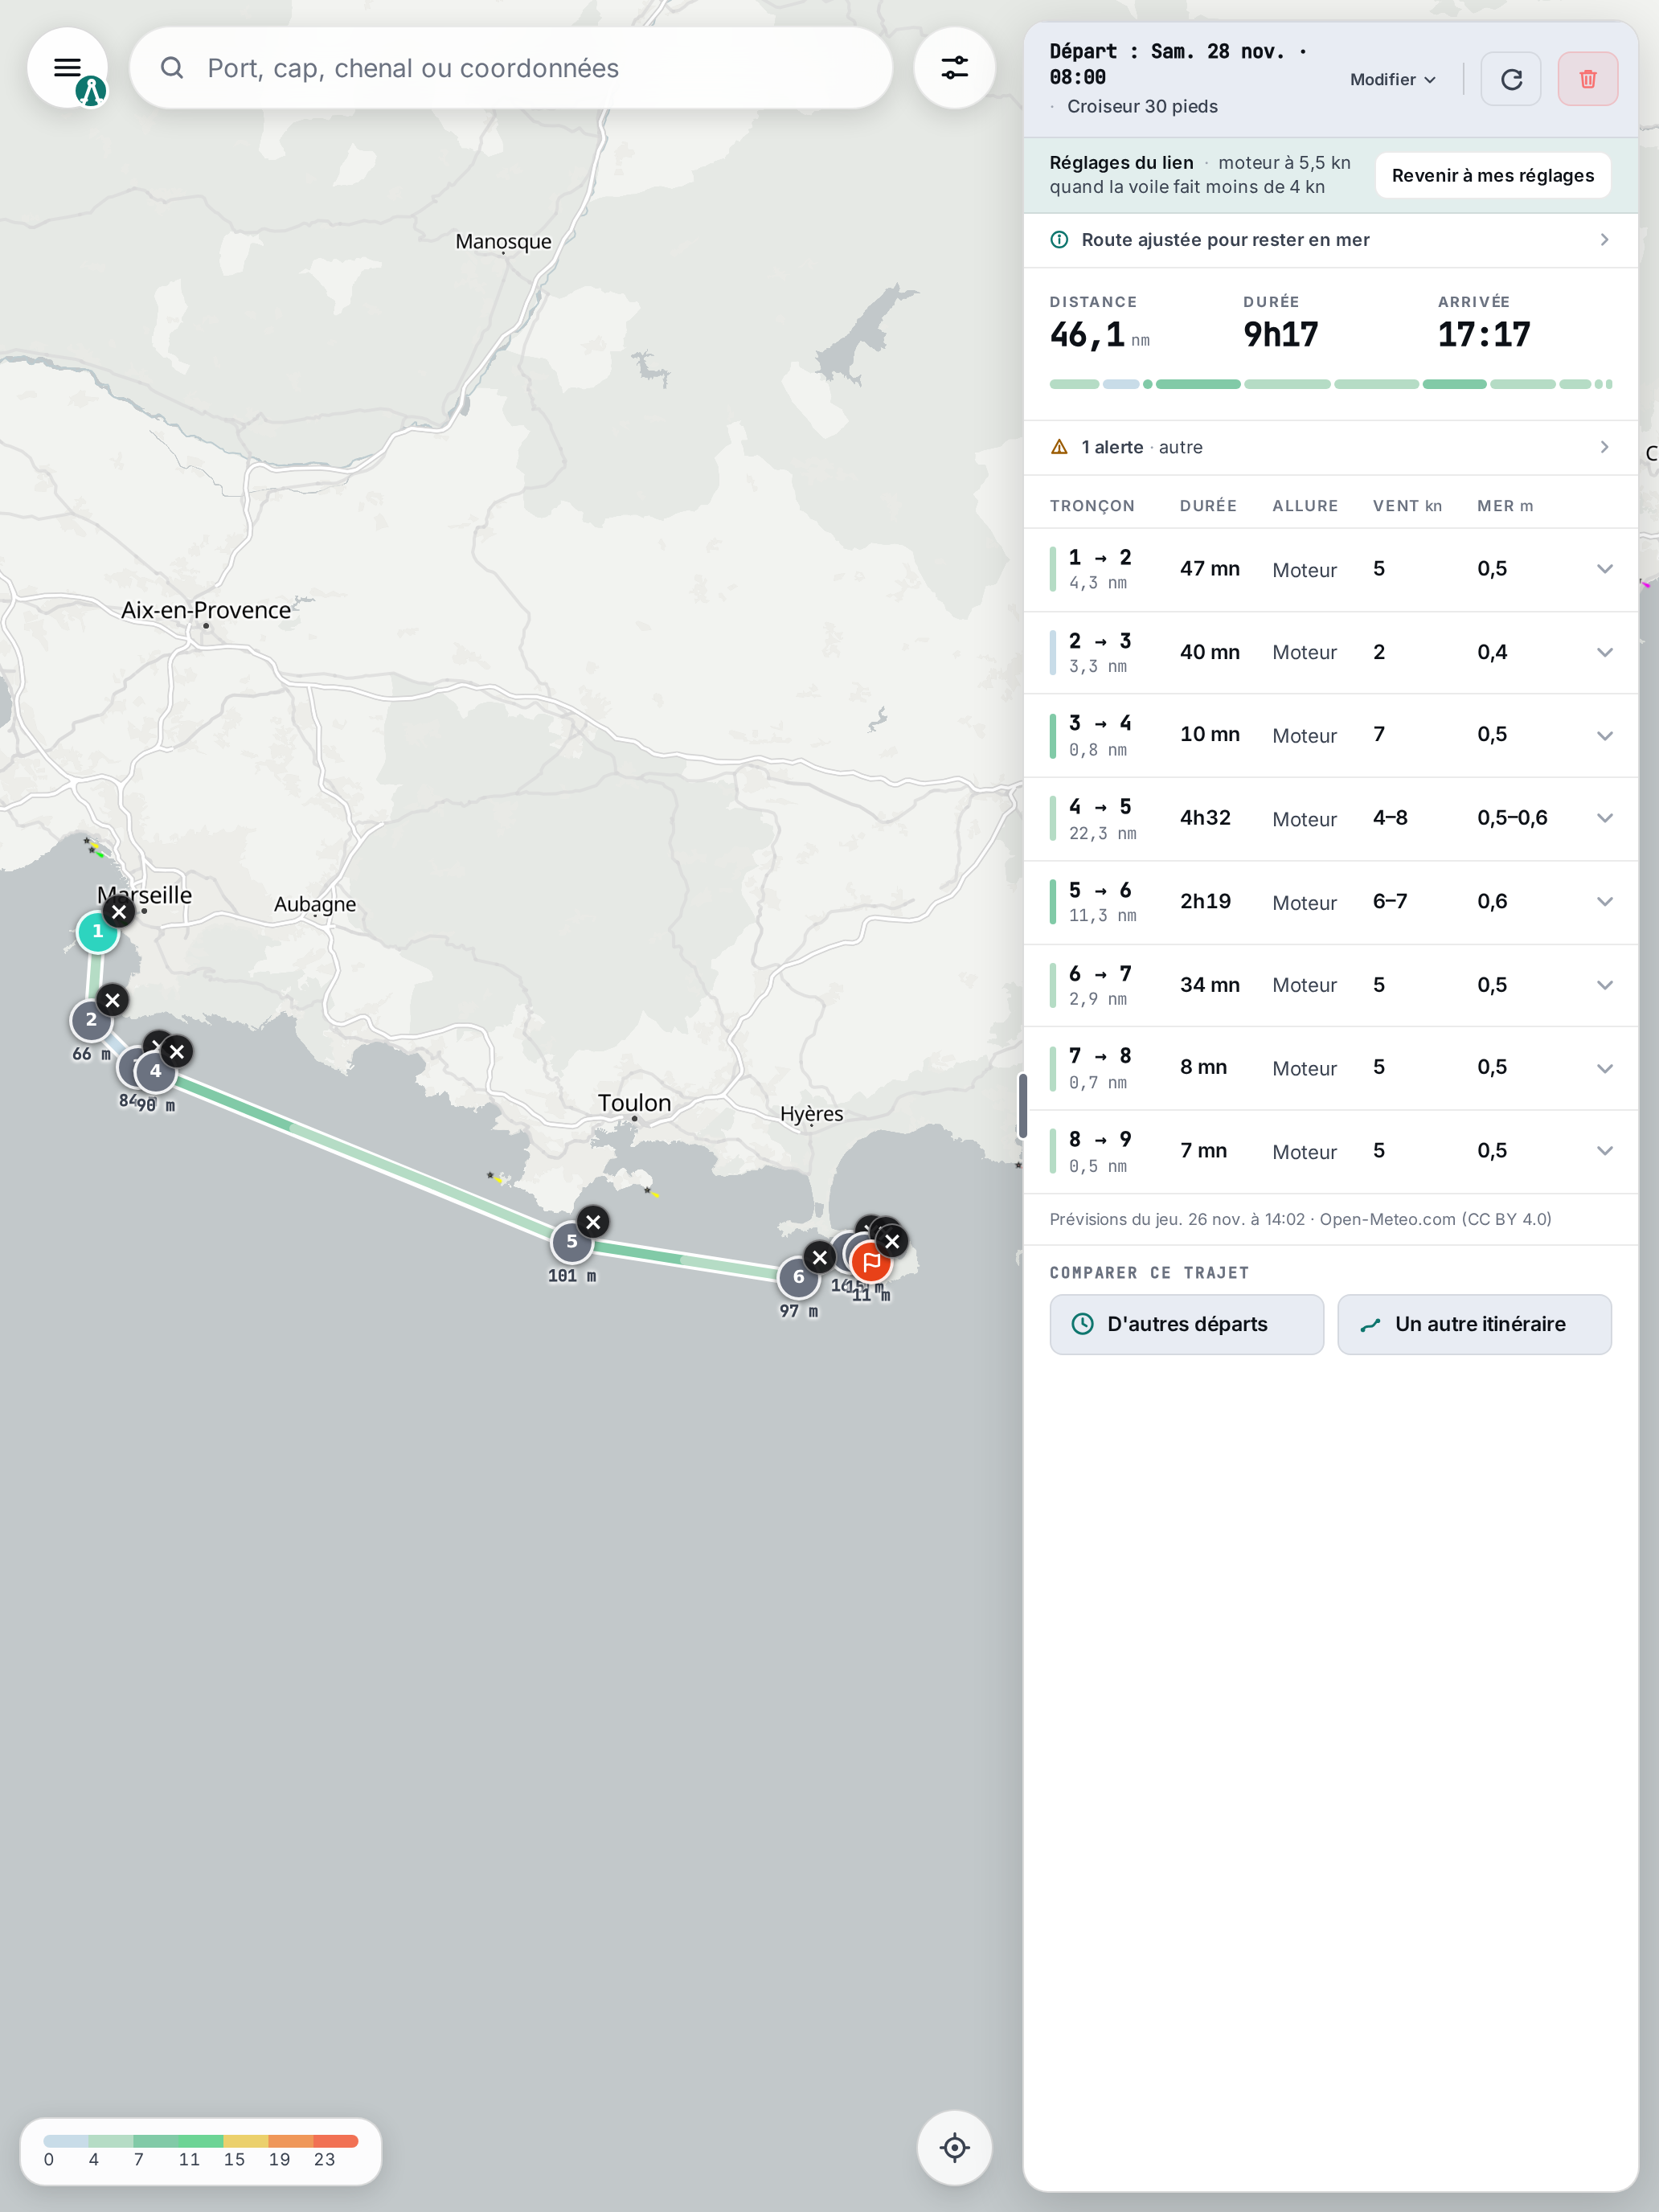 Port, cap, chenal ou coordonnées
Manosque
Aix-en-Provence
Marseille
Aubagne
Toulon
Hyères
1
2
66 m
4
84
90 m
5
101 m
6
97 m
11 m
0 4 7 11 15 19 23
Départ : Sam. 28 nov. ·
08:00
· Croiseur 30 pieds
Modifier
Réglages du lien · moteur à 5,5 kn
quand la voile fait moins de 4 kn
Revenir à mes réglages
Route ajustée pour rester en mer
DISTANCE DURÉE ARRIVÉE
46,1 nm 9h17 17:17
1 alerte · autre
TRONÇON DURÉE ALLURE VENT kn MER m
1 → 2 47 mn Moteur 5 0,5
4,3 nm
2 → 3 40 mn Moteur 2 0,4
3,3 nm
3 → 4 10 mn Moteur 7 0,5
0,8 nm
4 → 5 4h32 Moteur 4–8 0,5–0,6
22,3 nm
5 → 6 2h19 Moteur 6–7 0,6
11,3 nm
6 → 7 34 mn Moteur 5 0,5
2,9 nm
7 → 8 8 mn Moteur 5 0,5
0,7 nm
8 → 9 7 mn Moteur 5 0,5
0,5 nm
Prévisions du jeu. 26 nov. à 14:02 · Open-Meteo.com (CC BY 4.0)
COMPARER CE TRAJET
D'autres départs
Un autre itinéraire
C